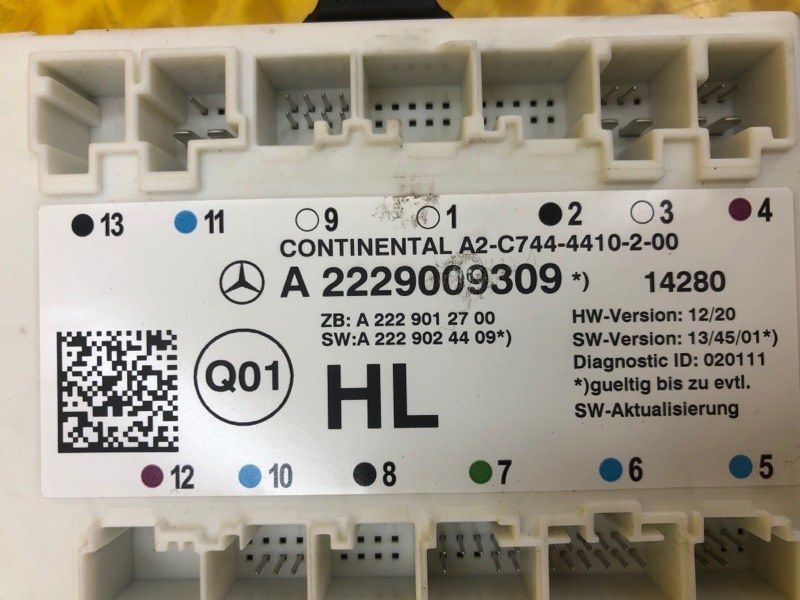 13 11 9 1 2 3 4
CONTINENTAL A2-C744-4410-2-00
A 2229009309 *) 14280
ZB: A 222 901 27 00
SW:A 222 902 44 09*)
HW-Version: 12/20
SW-Version: 13/45/01*)
Diagnostic ID: 020111
*)gueltig bis zu evtl.
SW-Aktualisierung
Q01
HL
12 10 8 7 6 5